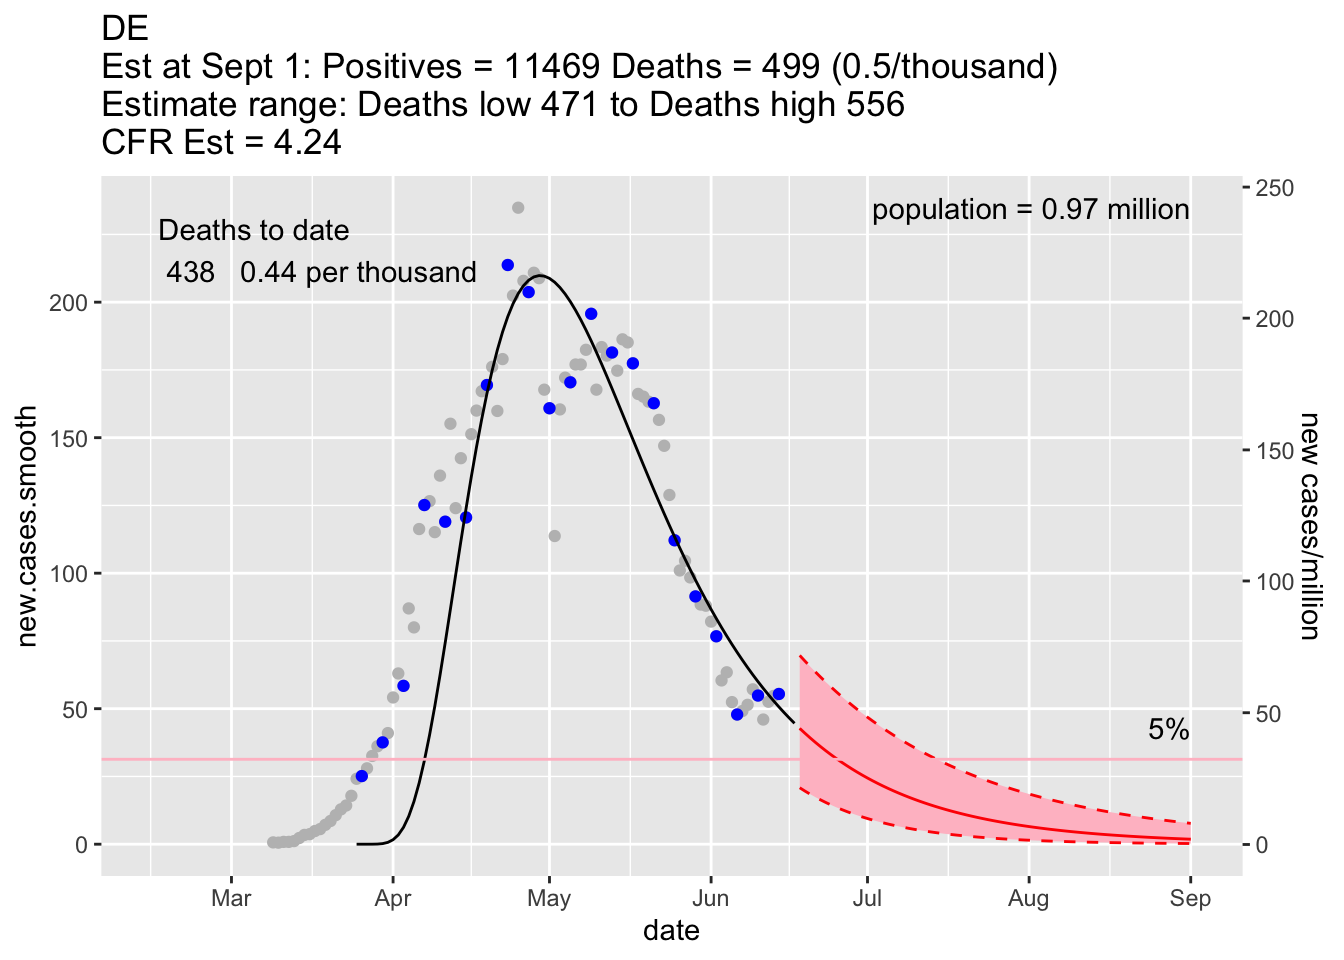 DE
Est at Sept 1: Positives = 11469 Deaths = 499 (0.5/thousand)
Estimate range: Deaths low 471 to Deaths high 556
CFR Est = 4.24
Deaths to date
438 0.44 per thousand
population = 0.97 million
5%
new.cases.smooth
200
150
100
50
0
250
200
150
100
50
0
new cases/million
Mar Apr May Jun Jul Aug Sep
date